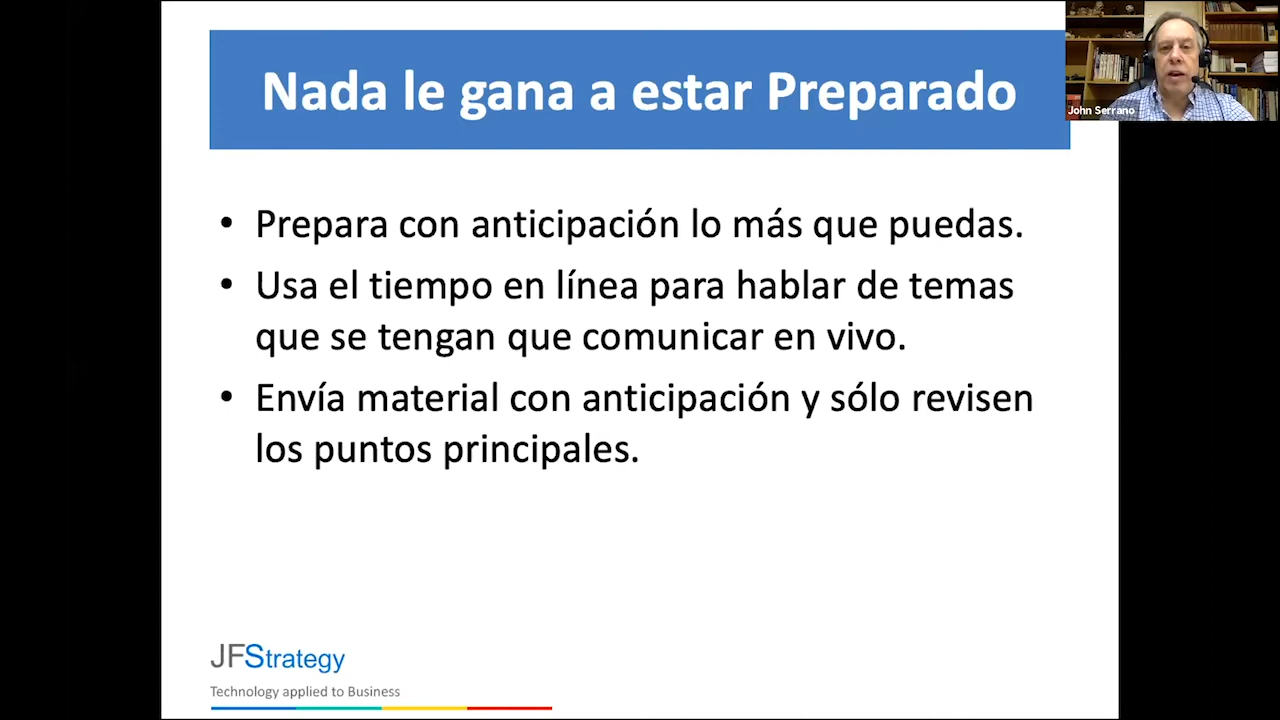 Nada le gana a estar Preparado
John Serrano
• Prepara con anticipación lo más que puedas.
• Usa el tiempo en línea para hablar de temas
que se tengan que comunicar en vivo.
• Envía material con anticipación y sólo revisen
los puntos principales.
JFStrategy
Technology applied to Business